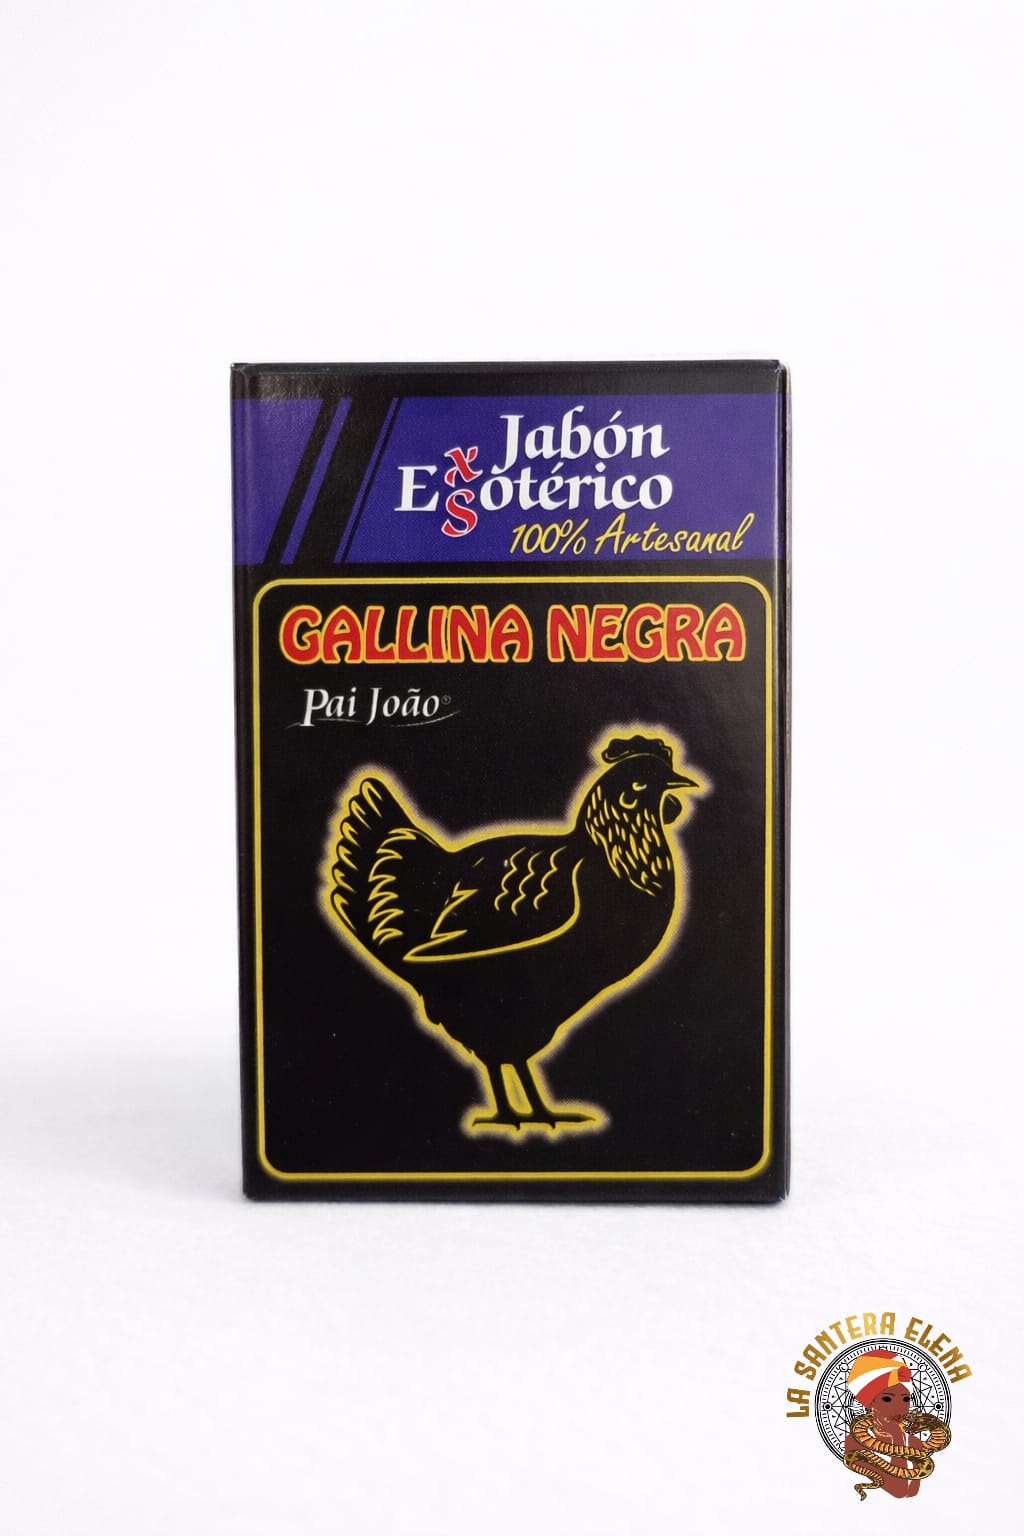 Jabón
ExSotérico
100% Artesanal
GALLINA NEGRA
Pai João®
LA SANTERA ELENA